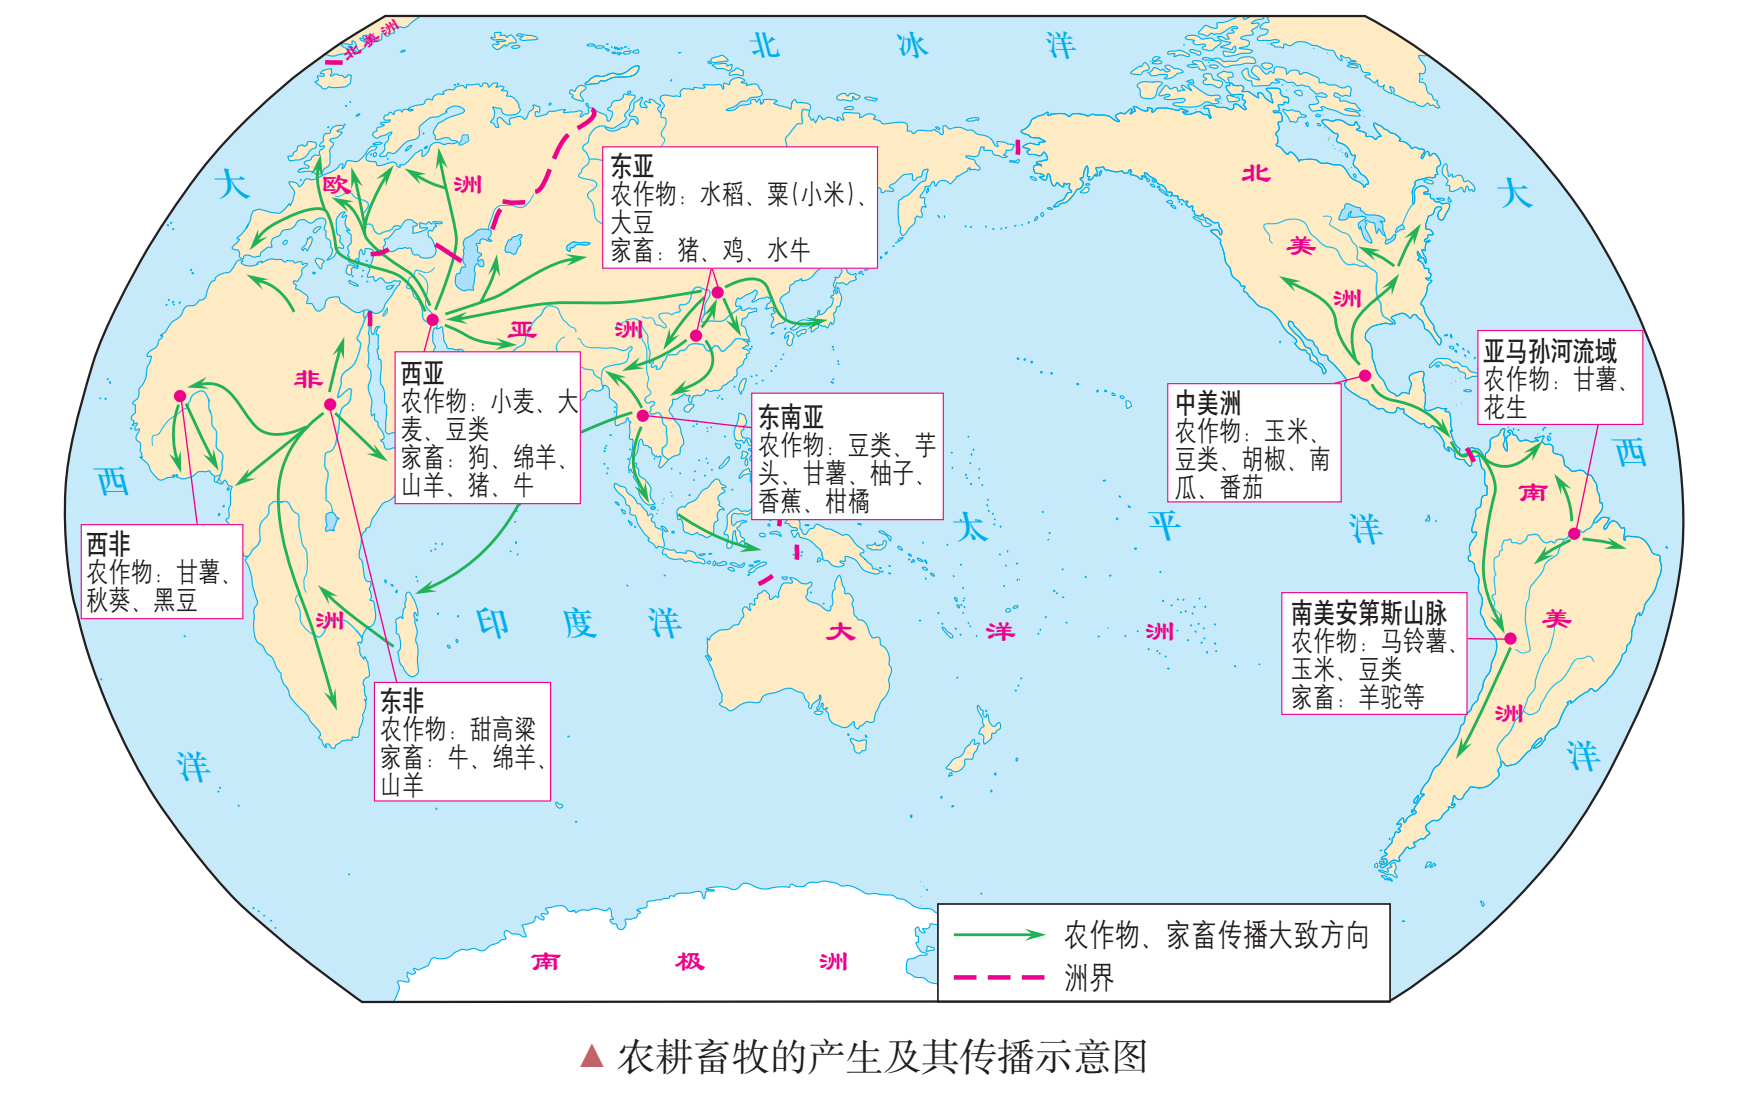 北美洲
北冰洋
大西洋
欧洲
东亚
农作物：水稻、粟(小米)、
大豆
家畜：猪、鸡、水牛
北美洲
大西洋
亚洲
非洲
西亚
农作物：小麦、大
麦、豆类
家畜：狗、绵羊、
山羊、猪、牛
东南亚
农作物：豆类、芋
头、甘薯、柚子、
香蕉、柑橘
中美洲
农作物：玉米、
豆类、胡椒、南
瓜、番茄
亚马孙河流域
农作物：甘薯、
花生
西非
农作物：甘薯、
秋葵、黑豆
太平洋
南美洲
印度洋
大洋洲
南美安第斯山脉
农作物：马铃薯、
玉米、豆类
家畜：羊驼等
东非
农作物：甜高粱
家畜：牛、绵羊、
山羊
南极洲
农作物、家畜传播大致方向
洲界
▲ 农耕畜牧的产生及其传播示意图